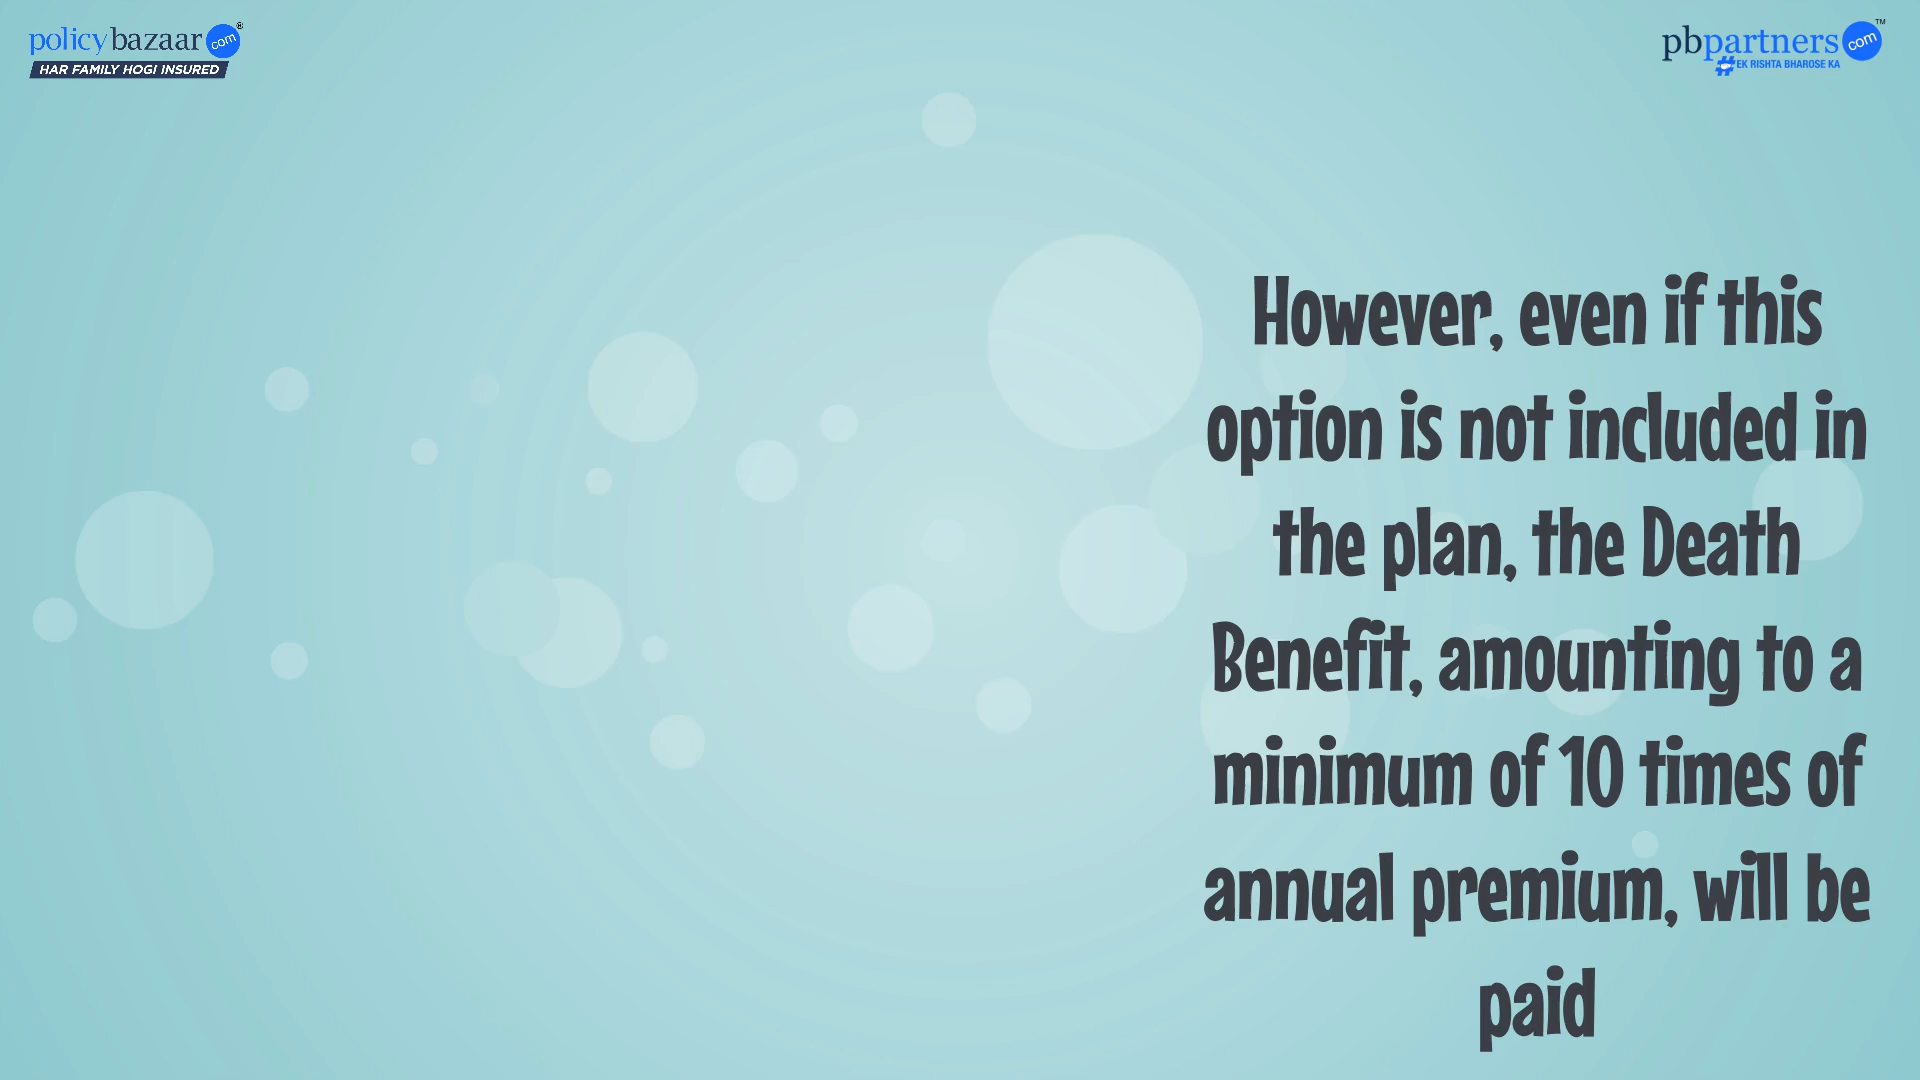 policybazaar com ®
HAR FAMILY HOGI INSURED
pbpartners com ™
#EK RISHTA BHAROSE KA
However, even if this
option is not included in
the plan, the Death
Benefit, amounting to a
minimum of 10 times of
annual premium, will be
paid